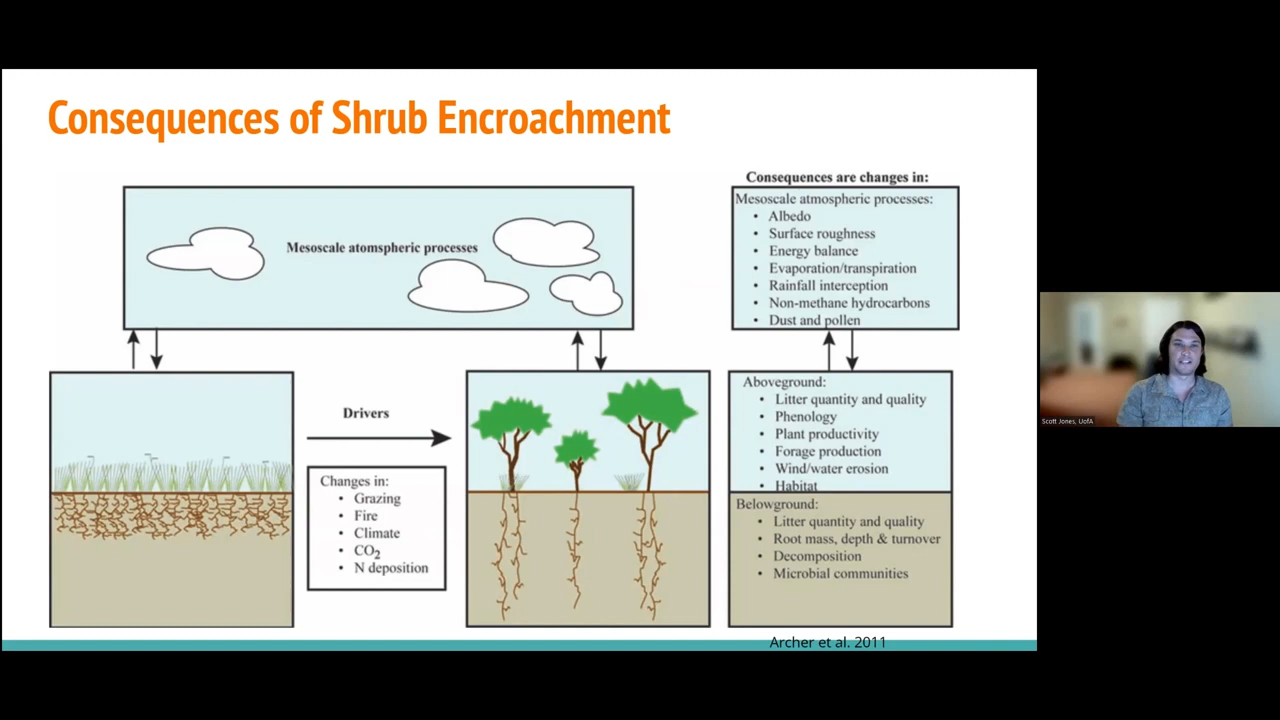 Consequences of Shrub Encroachment
Mesoscale atomspheric processes
Drivers
Changes in:
• Grazing
• Fire
• Climate
• CO2
• N deposition
Consequences are changes in:
Mesoscale atmospheric processes:
• Albedo
• Surface roughness
• Energy balance
• Evaporation/transpiration
• Rainfall interception
• Non-methane hydrocarbons
• Dust and pollen
Aboveground:
• Litter quantity and quality
• Phenology
• Plant productivity
• Forage production
• Wind/water erosion
• Habitat
Belowground:
• Litter quantity and quality
• Root mass, depth & turnover
• Decomposition
• Microbial communities
Archer et al. 2011
Scott Jones, UofA